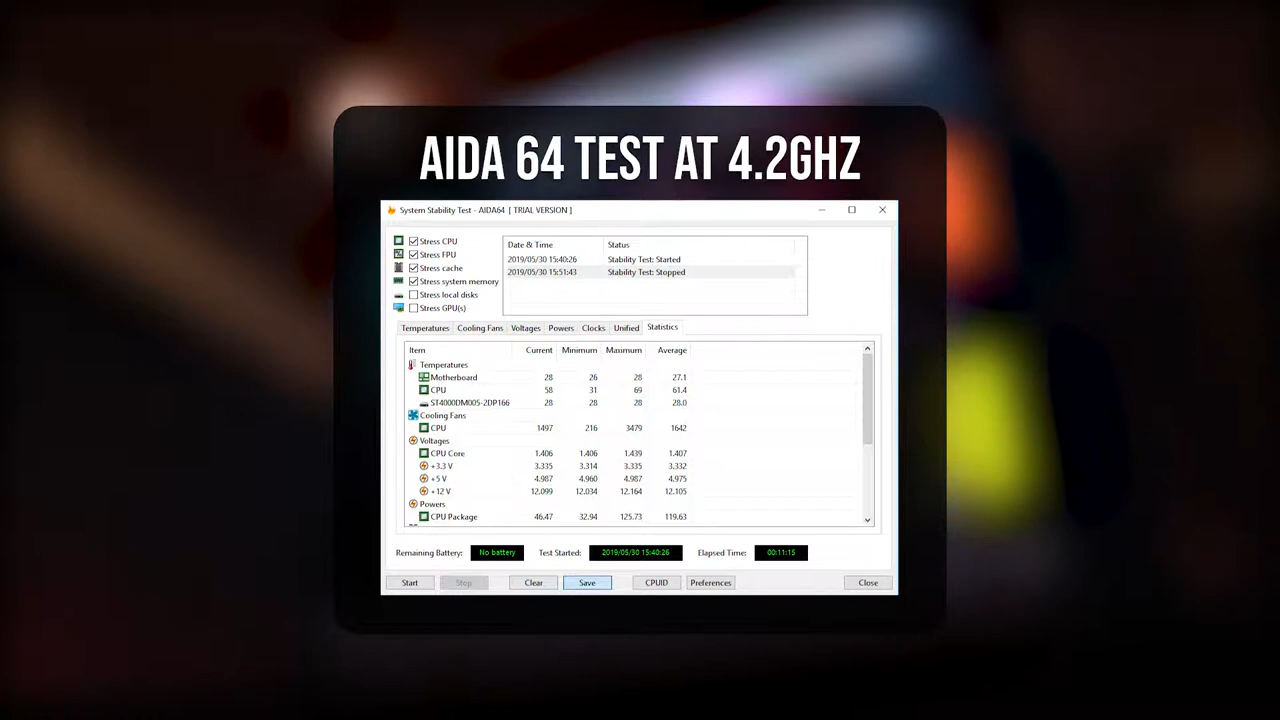 AIDA 64 TEST AT 4.2GHZ
System Stability Test - AIDA64 [ TRIAL VERSION ]
Stress CPU
Stress FPU
Stress cache
Stress system memory
Stress local disks
Stress GPU(s)
Date & Time Status
2019/05/30 15:40:26 Stability Test: Started
2019/05/30 15:51:43 Stability Test: Stopped
Temperatures Cooling Fans Voltages Powers Clocks Unified Statistics
Item Current Minimum Maximum Average
Temperatures
Motherboard 28 26 28 27.1
CPU 58 31 69 61.4
ST4000DM005-2DP166 28 28 28 28.0
Cooling Fans
CPU 1497 216 3479 1642
Voltages
CPU Core 1.406 1.406 1.439 1.407
+3.3 V 3.335 3.314 3.335 3.332
+5 V 4.987 4.960 4.987 4.975
+12 V 12.099 12.034 12.164 12.105
Powers
CPU Package 46.47 32.94 125.73 119.63
Remaining Battery: No battery Test Started: 2019/05/30 15:40:26 Elapsed Time: 00:11:15
Start Stop Clear Save CPUID Preferences Close